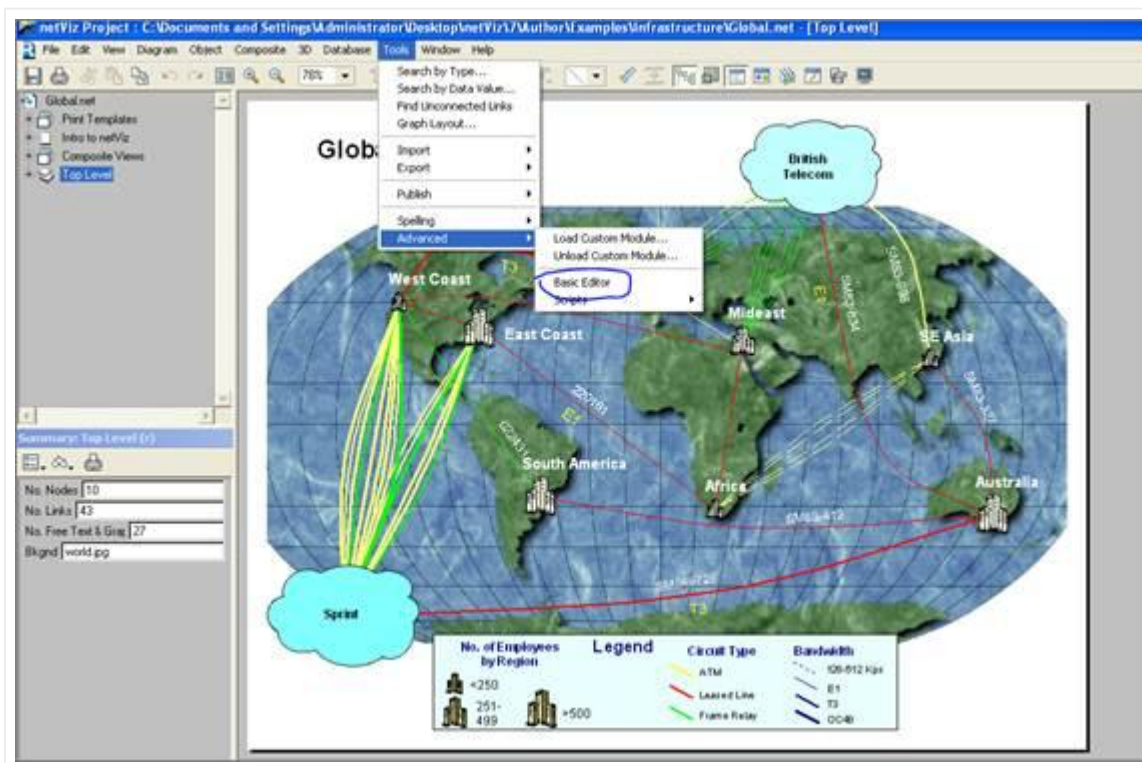 netViz Project : C:\Documents and Settings\Administrator\Desktop\netViz\7\Author\Examples\Infrastructure\Global.net - [Top Level]
File Edit View Diagram Object Composite 3D Database Tools Window Help
76%
Search by Type...
Search by Data Value...
Find Unconnected Links
Graph Layout...
Import
Export
Publish
Spelling
Advanced
Load Custom Module...
Unload Custom Module...
Basic Editor
Scripts
Global.net
Print Templates
Intro to netViz
Composite Views
Top Level
Glob
British
Telecom
West Coast
T3
East Coast
Mideast
SE Asia
E3
E1
South America
Africa
Australia
SM93-412
T3
Sprint
Summary: Top Level (r)
No. Nodes 10
No. Links 43
No. Free Text & Grap 27
Bkgnd world.jpg
No. of Employees
by Region
<250
251-
499
>500
Legend
Circuit Type
ATM
Leased Line
Frame Relay
Bandwidth
128-512 Kps
E1
T3
OC48